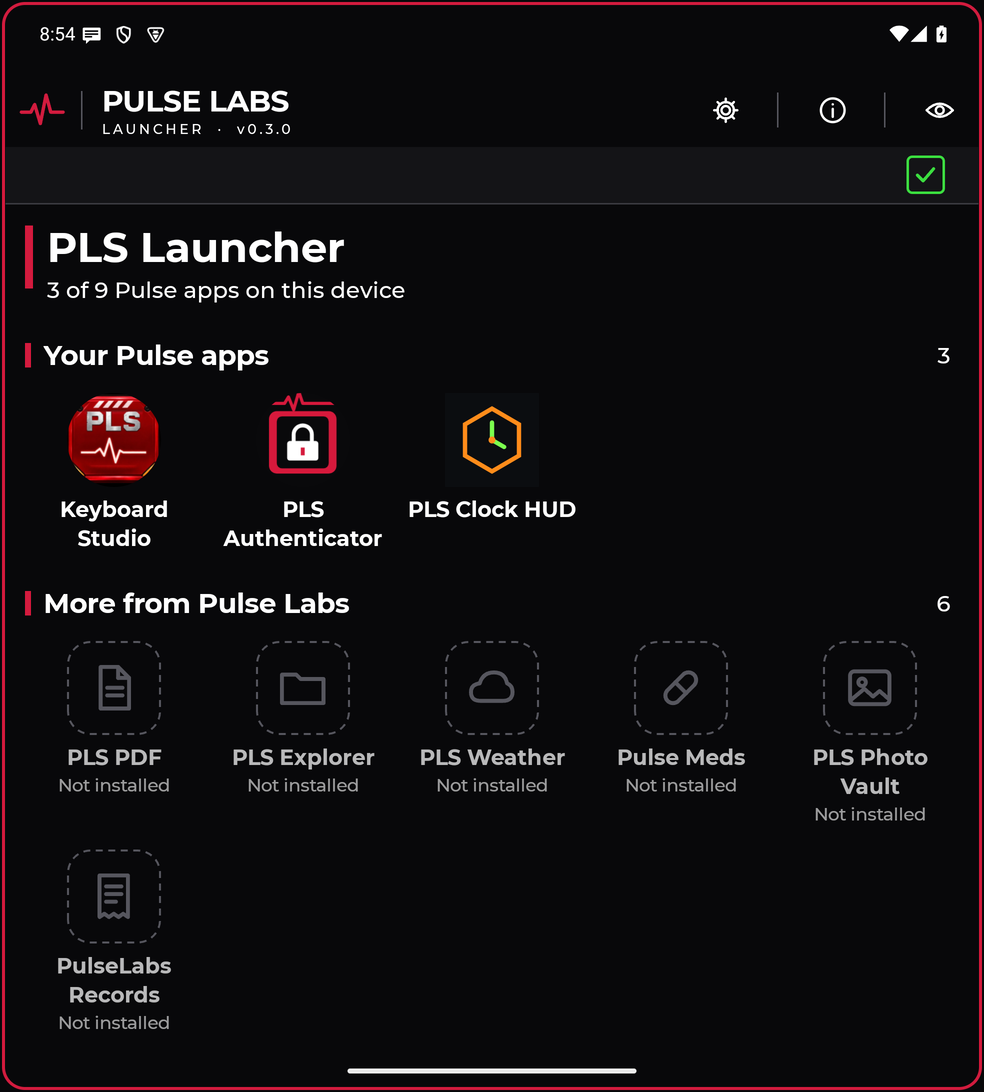 8:54
PULSE LABS
LAUNCHER · v0.3.0
PLS Launcher
3 of 9 Pulse apps on this device
Your Pulse apps
3
PLS
Keyboard
Studio
PLS
Authenticator
PLS Clock HUD
More from Pulse Labs
6
PLS PDF
Not installed
PLS Explorer
Not installed
PLS Weather
Not installed
Pulse Meds
Not installed
PLS Photo
Vault
Not installed
PulseLabs
Records
Not installed